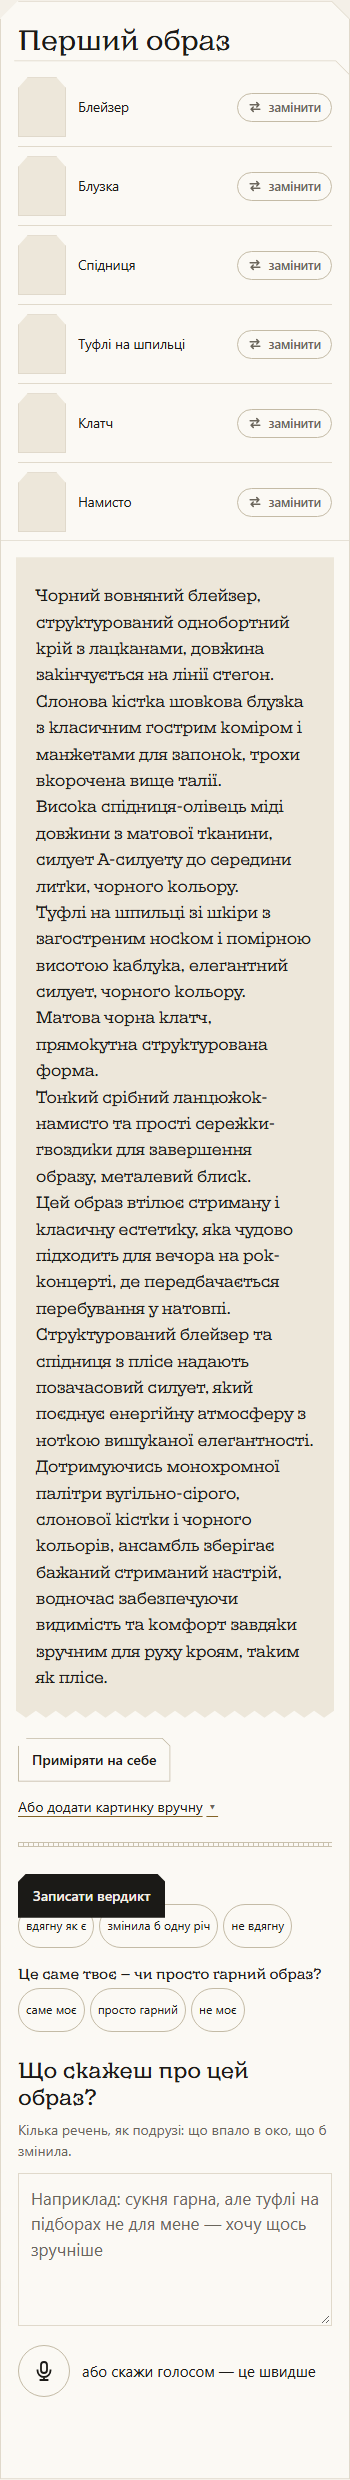 Перший образ
Блейзер
замінити
Блузка
замінити
Спідниця
замінити
Туфлі на шпильці
замінити
Клатч
замінити
Намисто
замінити
Чорний вовняний блейзер,
структурований однобортний
крій з лацканами, довжина
закінчується на лінії стегон.
Слонова кістка шовкова блузка
з класичним гострим коміром і
манжетами для запонок, трохи
вкорочена вище талії.
Висока спідниця-олівець міді
довжини з матової тканини,
силует А-силуету до середини
литки, чорного кольору.
Туфлі на шпильці зі шкіри з
загостреним носком і помірною
висотою каблука, елегантний
силует, чорного кольору.
Матова чорна клатч,
прямокутна структурована
форма.
Тонкий срібний ланцюжок-
намисто та прості сережки-
гвоздики для завершення
образу, металевий блиск.
Цей образ втілює стриману і
класичну естетику, яка чудово
підходить для вечора на рок-
концерті, де передбачається
перебування у натовпі.
Структурований блейзер та
спідниця з плісе надають
позачасовий силует, який
поєднує енергійну атмосферу з
ноткою вишуканої елегантності.
Дотримуючись монохромної
палітри вугільно-сірого,
слонової кістки і чорного
кольорів, ансамбль зберігає
бажаний стриманий настрій,
водночас забезпечуючи
видимість та комфорт завдяки
зручним для руху кроям, таким
як плісе.
Приміряти на себе
Або додати картинку вручну ▾
Записати вердикт
вдягну як є
змінила б одну річ
не вдягну
Це саме твоє — чи просто гарний образ?
саме моє
просто гарний
не моє
Що скажеш про цей
образ?
Кілька речень, як подрузі: що впало в око, що б
змінила.
Наприклад: сукня гарна, але туфлі на
підборах не для мене — хочу щось
зручніше
або скажи голосом — це швидше